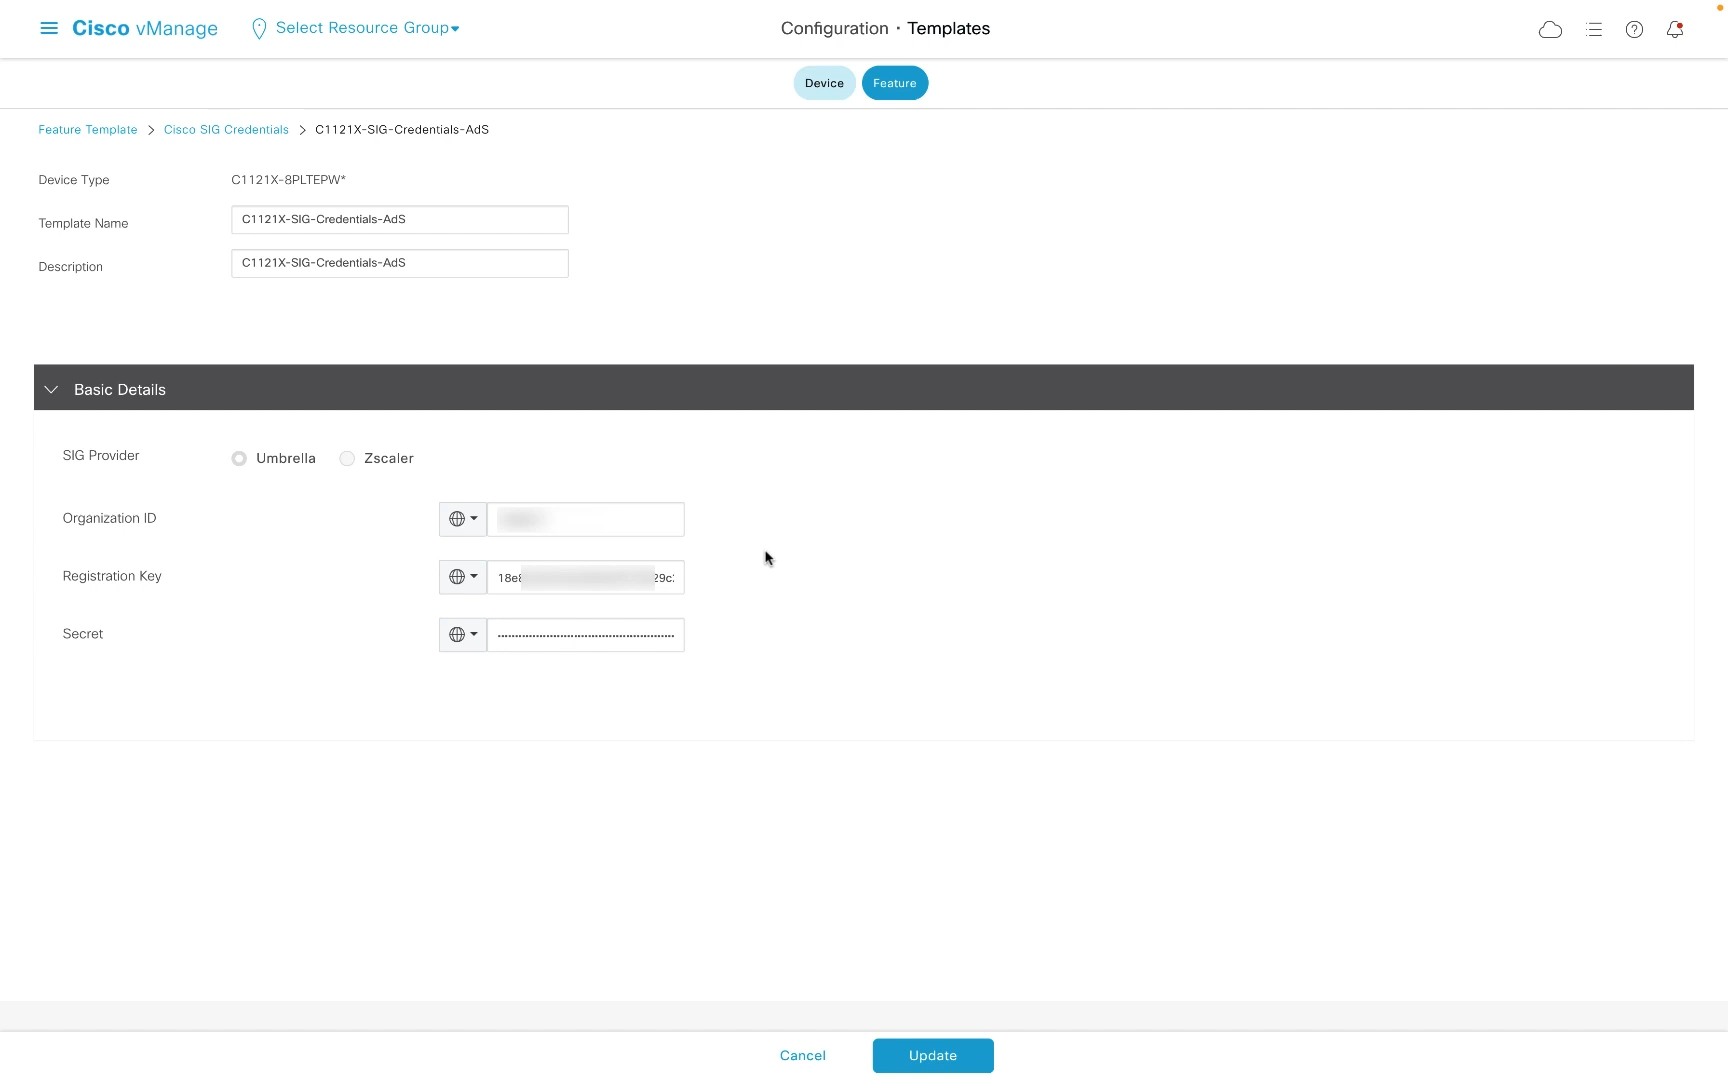 Cisco vManage Select Resource Group Configuration · Templates
Device Feature
Feature Template > Cisco SIG Credentials > C1121X-SIG-Credentials-AdS
Device Type C1121X-8PLTEPW*
Template Name C1121X-SIG-Credentials-AdS
Description C1121X-SIG-Credentials-AdS
Basic Details
SIG Provider Umbrella Zscaler
Organization ID
Registration Key
Secret
Cancel Update